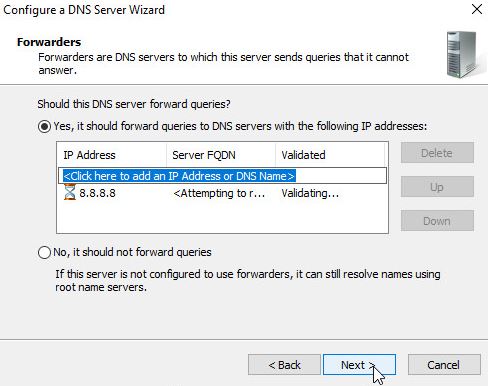 Configure a DNS Server Wizard
Forwarders
Forwarders are DNS servers to which this server sends queries that it cannot
answer.
Should this DNS server forward queries?
Yes, it should forward queries to DNS servers with the following IP addresses:
IP Address Server FQDN Validated
<Click here to add an IP Address or DNS Name>
8.8.8.8 <Attempting to r... Validating...
Delete
Up
Down
No, it should not forward queries
If this server is not configured to use forwarders, it can still resolve names using
root name servers.
< Back Next > Cancel